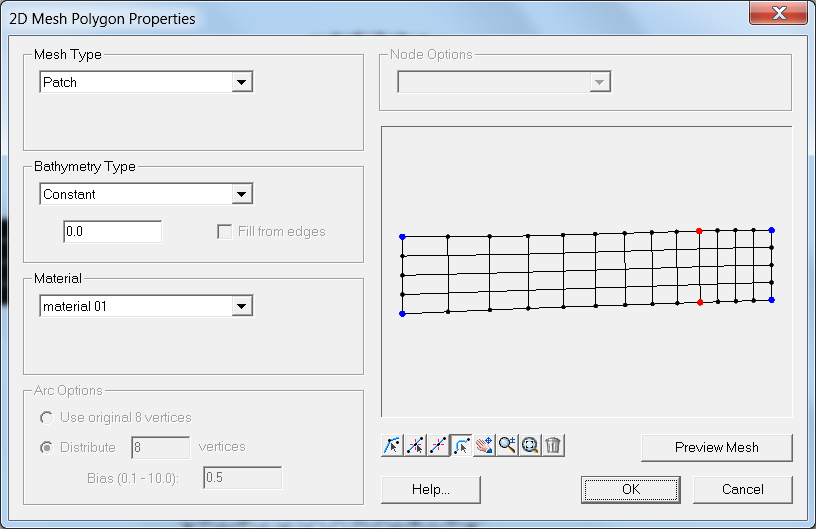 2D Mesh Polygon Properties
Mesh Type
Patch
Node Options
Bathymetry Type
Constant
0.0
Fill from edges
Material
material 01
Arc Options
Use original 8 vertices
Distribute 8 vertices
Bias (0.1 - 10.0): 0.5
Preview Mesh
Help... OK Cancel